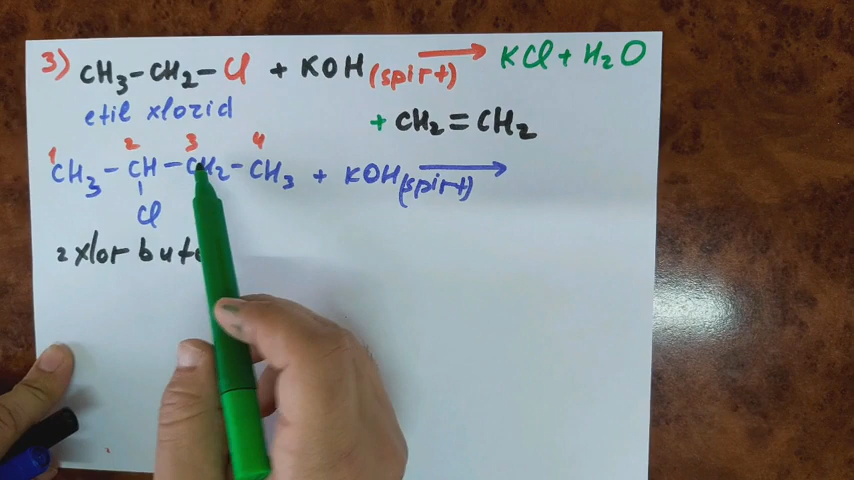 3) CH₃-CH₂-Cl + KOH(spirt) → KCl + H₂O
etil xlorid
+ CH₂=CH₂
1 2 3 4
CH₃-CH-CH₂-CH₃ + KOH(spirt) →
Cl
2 xlor